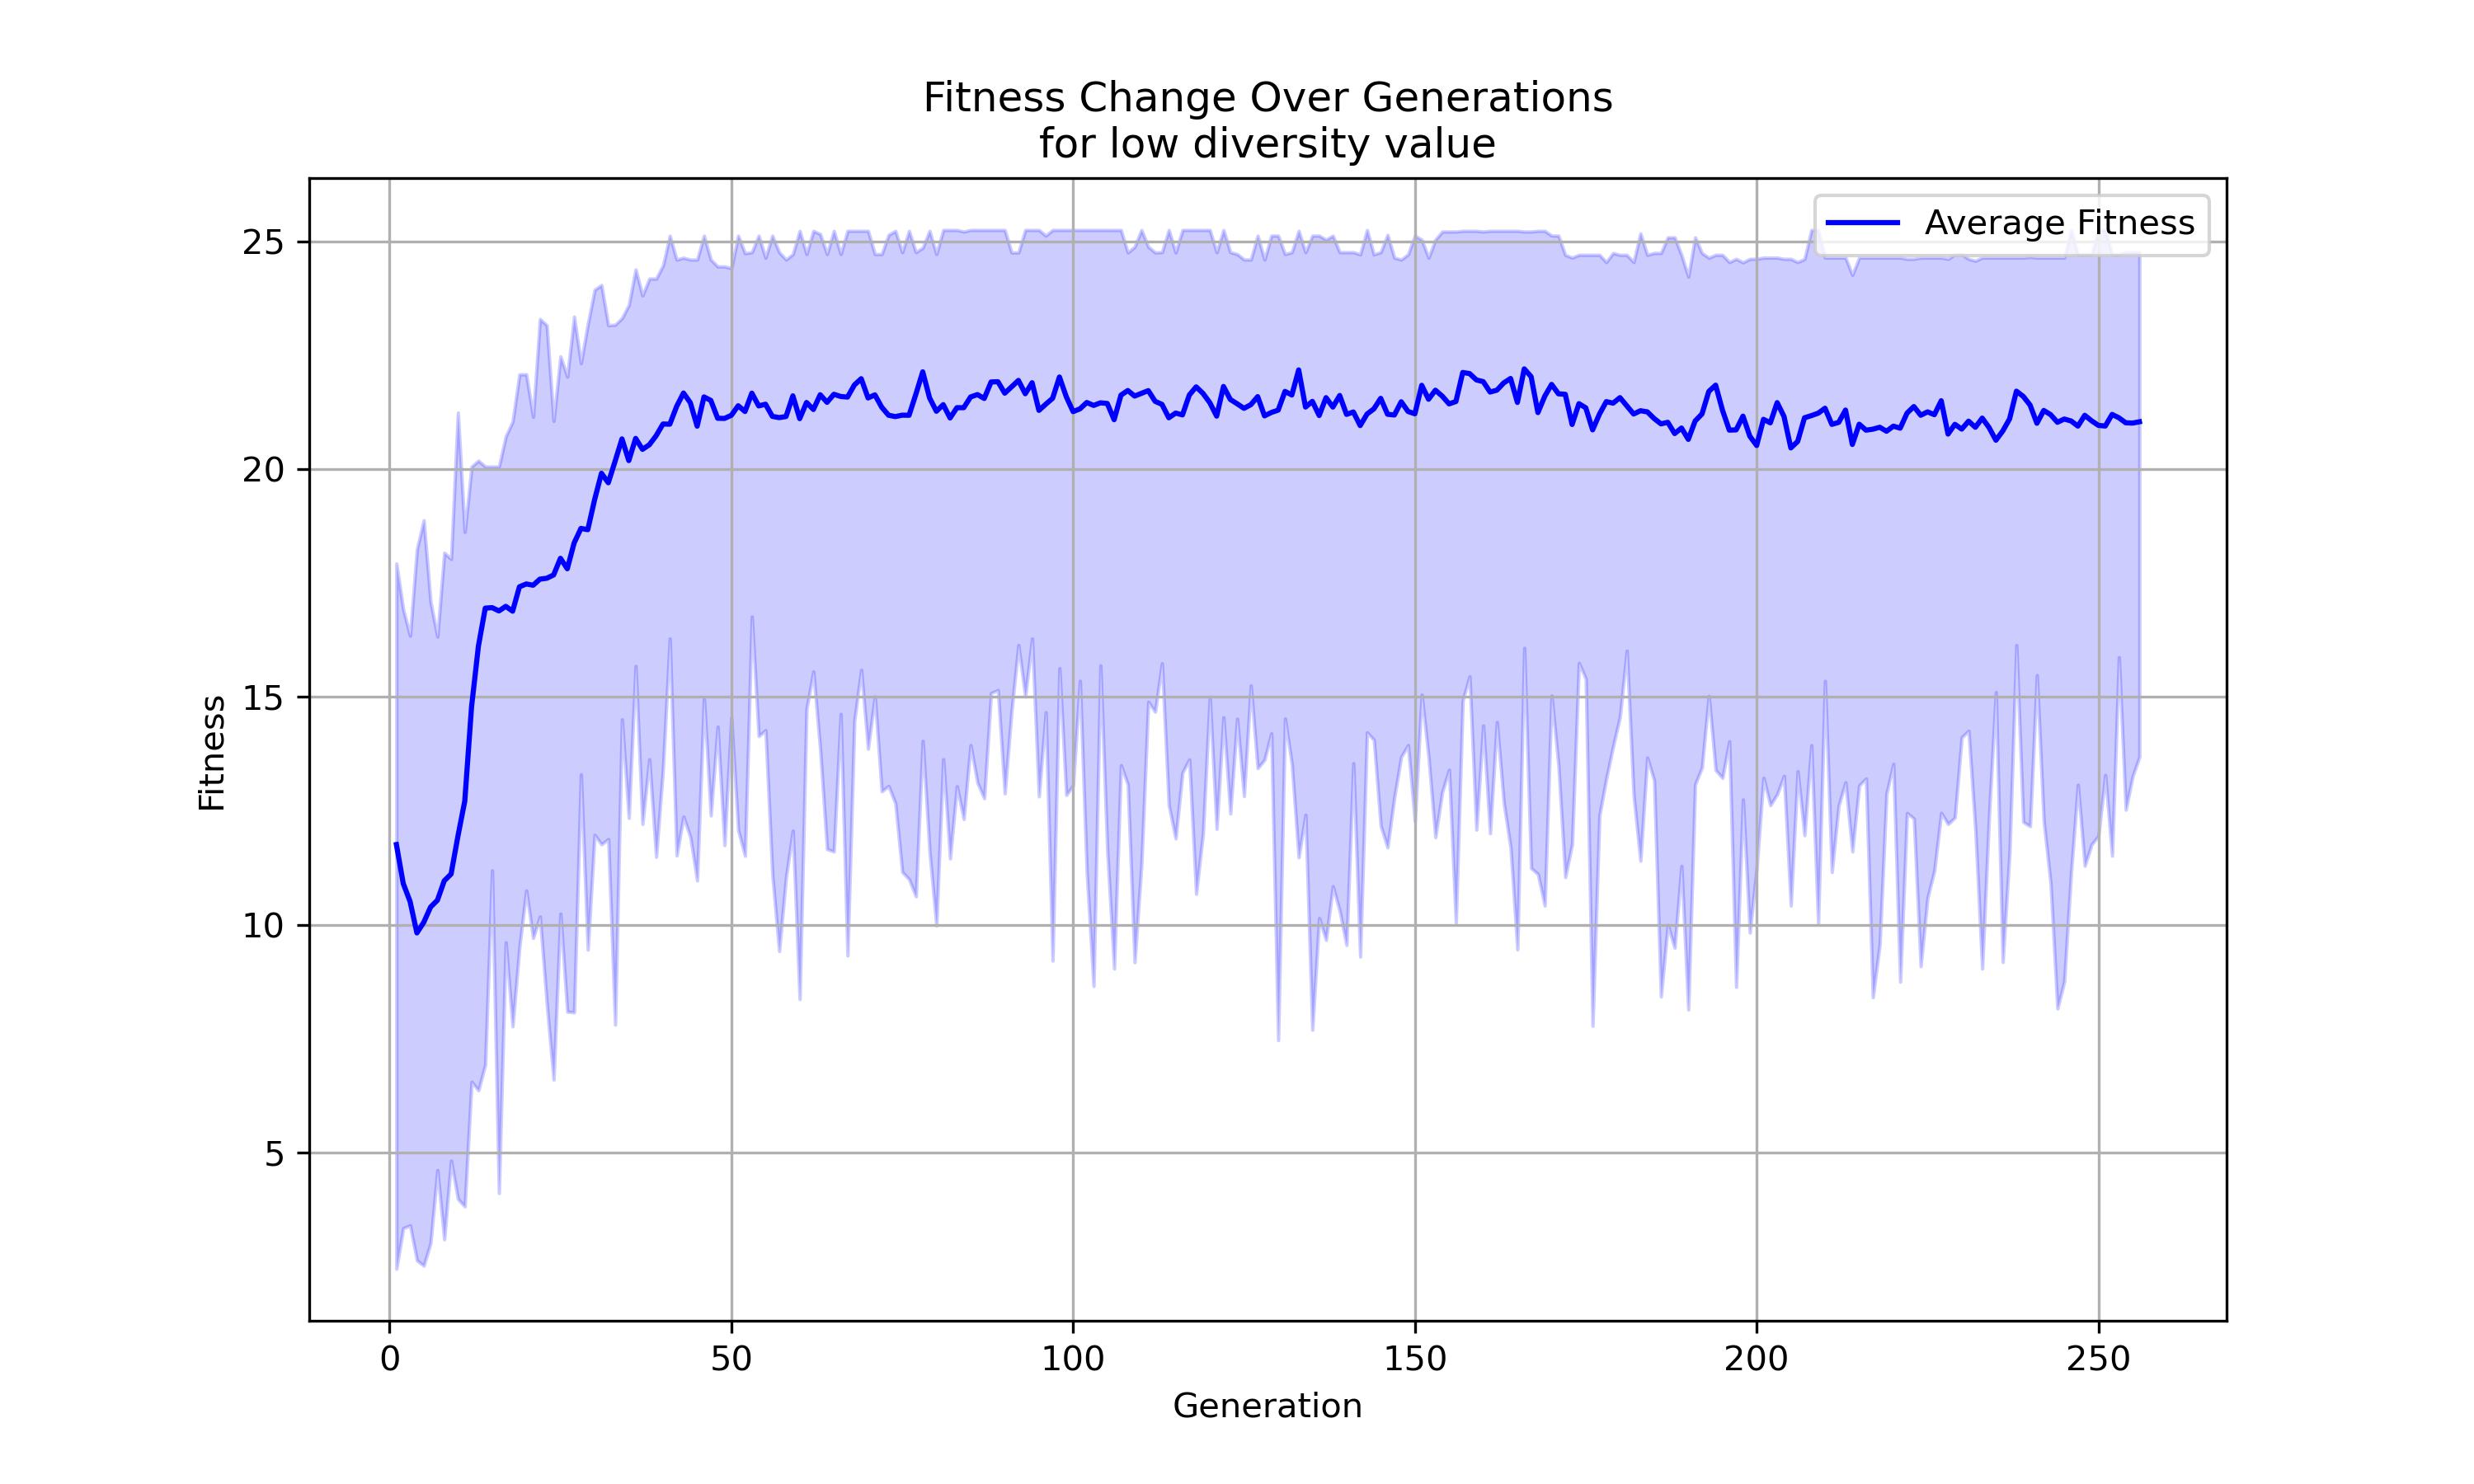 Fitness Change Over Generations
for low diversity value
Average Fitness
25
20
15
10
5
Fitness
0 50 100 150 200 250
Generation